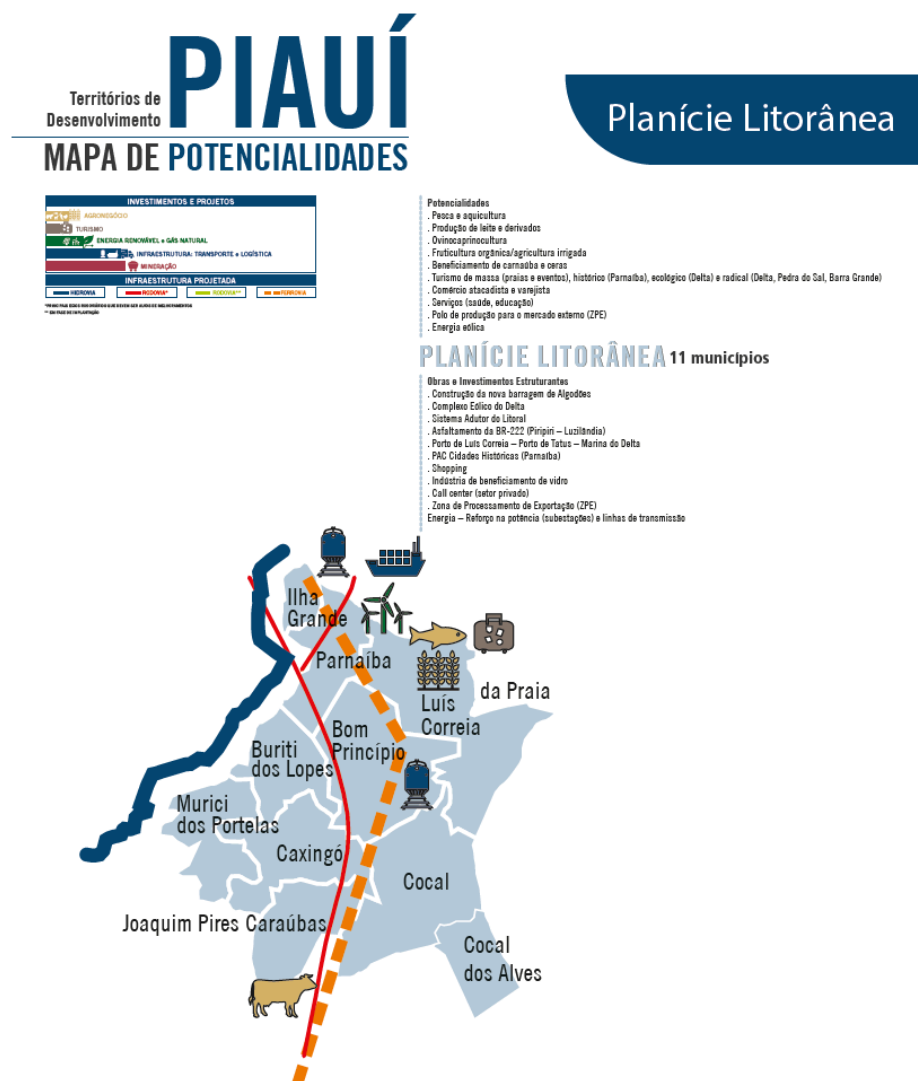 Territórios de
Desenvolvimento
PIAUÍ
MAPA DE POTENCIALIDADES
Planície Litorânea
INVESTIMENTOS E PROJETOS
AGRONEGÓCIO
TURISMO
ENERGIA RENOVÁVEL e GÁS NATURAL
INFRAESTRUTURA: TRANSPORTE e LOGÍSTICA
MINERAÇÃO
INFRAESTRUTURA PROJETADA
HIDROVIA
RODOVIA*
RODOVIA**
FERROVIA
** EM FASE DE IMPLANTAÇÃO
Potencialidades
. Pesca e aquicultura
. Produção de leite e derivados
. Ovinocaprinocultura
. Fruticultura orgânica/agricultura irrigada
. Beneficiamento de carnaúba e ceras
. Turismo de massa (praias e eventos), histórico (Parnaíba), ecológico (Delta) e radical (Delta, Pedra do Sal, Barra Grande)
. Comércio atacadista e varejista
. Serviços (saúde, educação)
. Polo de produção para o mercado externo (ZPE)
. Energia eólica
PLANÍCIE LITORÂNEA 11 municípios
Obras e Investimentos Estruturantes
. Construção da nova barragem de Algodões
. Complexo Eólico do Delta
. Sistema Adutor do Litoral
. Asfaltamento da BR-222 (Piripiri – Luzilândia)
. Porto de Luís Correia – Porto de Tatus – Marina do Delta
. PAC Cidades Históricas (Parnaíba)
. Shopping
. Indústria de beneficiamento de vidro
. Call center (setor privado)
. Zona de Processamento de Exportação (ZPE)
Energia – Reforço na potência (subestações) e linhas de transmissão
Ilha
Grande
Parnaíba
da Praia
Luís
Correia
Bom
Princípio
Buriti
dos Lopes
Murici
dos Portelas
Caxingó
Cocal
Joaquim Pires Caraúbas
Cocal
dos Alves